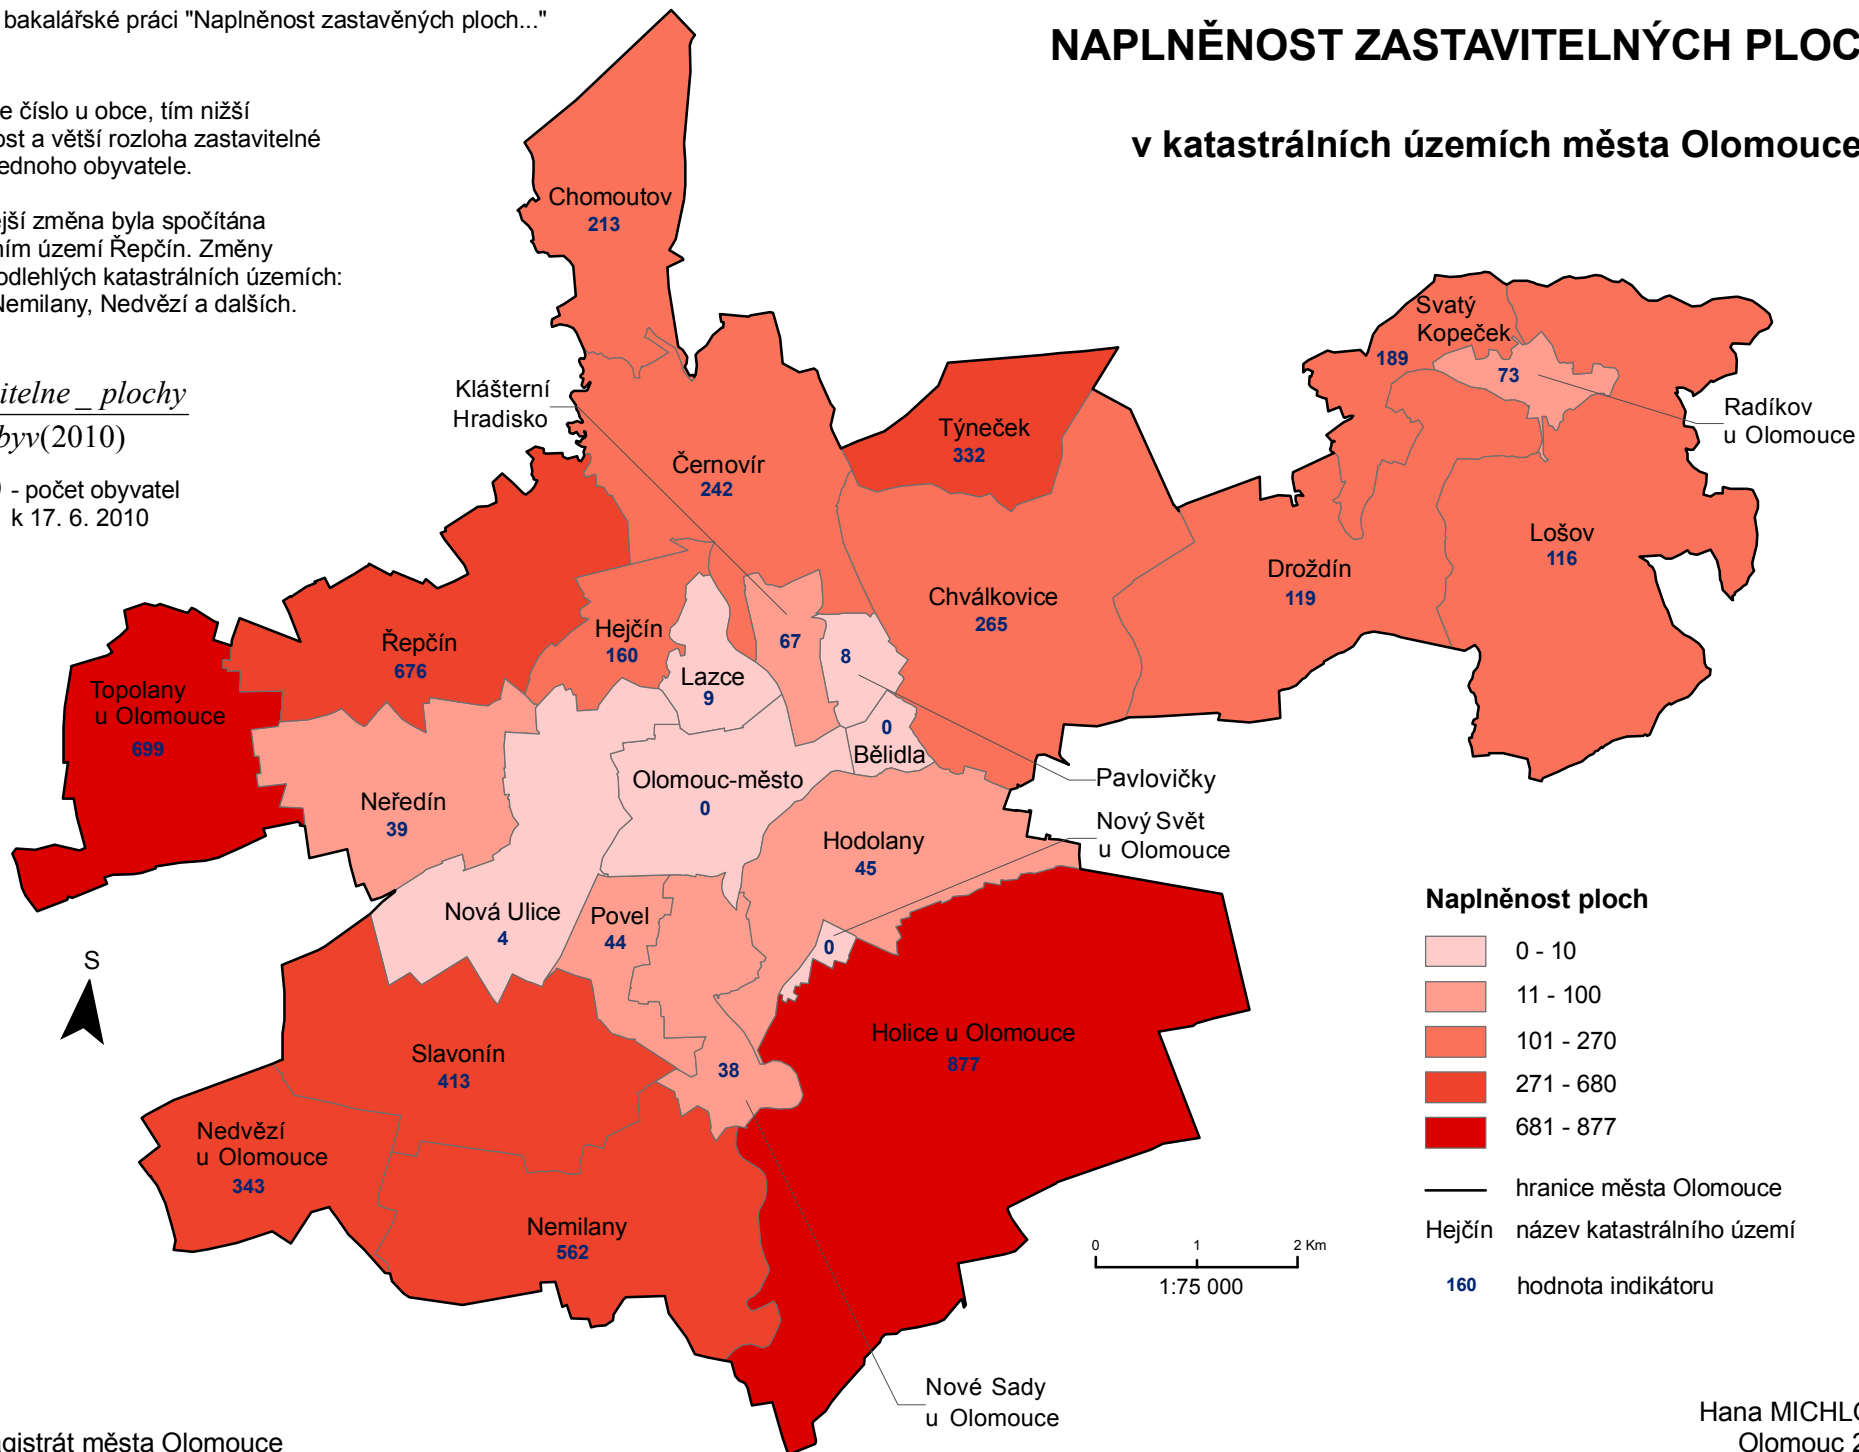 bakalářské práci "Naplněnost zastavěných ploch..."
NAPLNĚNOST ZASTAVITELNÝCH PLOC
v katastrálních územích města Olomouce
e číslo u obce, tím nižší
ost a větší rozloha zastavitelné
ednoho obyvatele.
ější změna byla spočítána
ním území Řepčín. Změny
odlehlých katastrálních územích:
Nemilany, Nedvězí a dalších.
itelne _ plochy
byv(2010)
) - počet obyvatel
k 17. 6. 2010
Chomoutov
213
Klášterní
Hradisko
Černovír
242
Týneček
332
Svatý
Kopeček
189
73
Radíkov
u Olomouce
Lošov
116
Droždín
119
Chválkovice
265
Řepčín
676
Hejčín
160
67
8
Lazce
9
Topolany
u Olomouce
699
0
Bělidla
Olomouc-město
0
Neředín
39
Pavlovičky
Nový Svět
u Olomouce
Hodolany
45
Nová Ulice
4
Povel
44
0
S
Holice u Olomouce
877
Slavonín
413
38
Nedvězí
u Olomouce
343
Nemilany
562
Nové Sady
u Olomouce
Naplněnost ploch
0 - 10
11 - 100
101 - 270
271 - 680
681 - 877
hranice města Olomouce
Hejčín název katastrálního území
160 hodnota indikátoru
0 1 2 Km
1:75 000
agistrát města Olomouce
Hana MICHLO
Olomouc 2